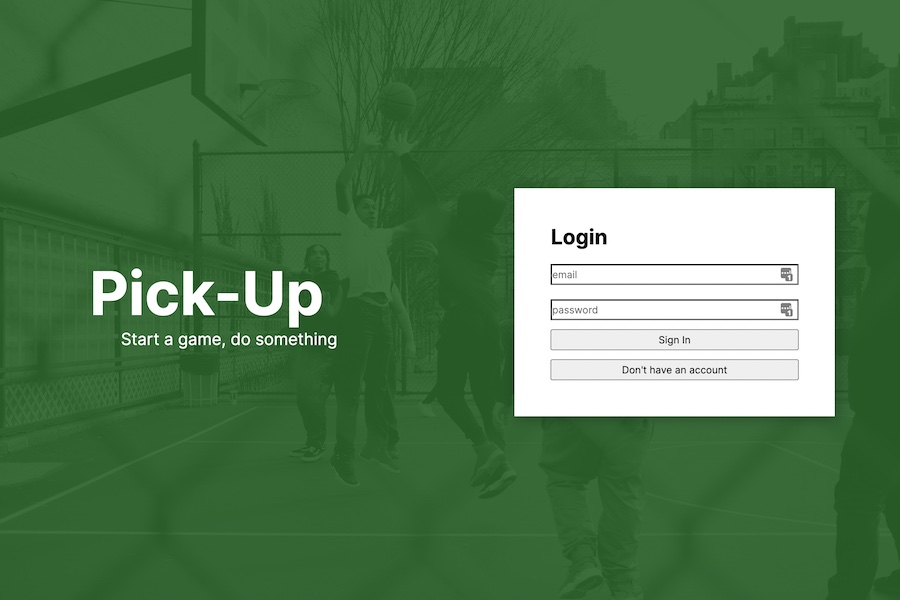 Pick-Up
Start a game, do something
Login
email
password
Sign In
Don't have an account